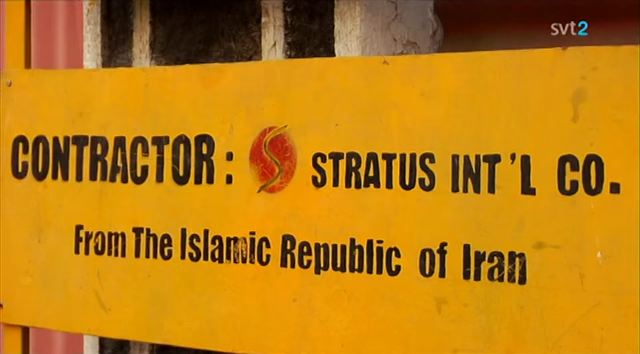 svt2
CONTRACTOR: S STRATUS INT'L CO.
From The Islamic Republic of Iran